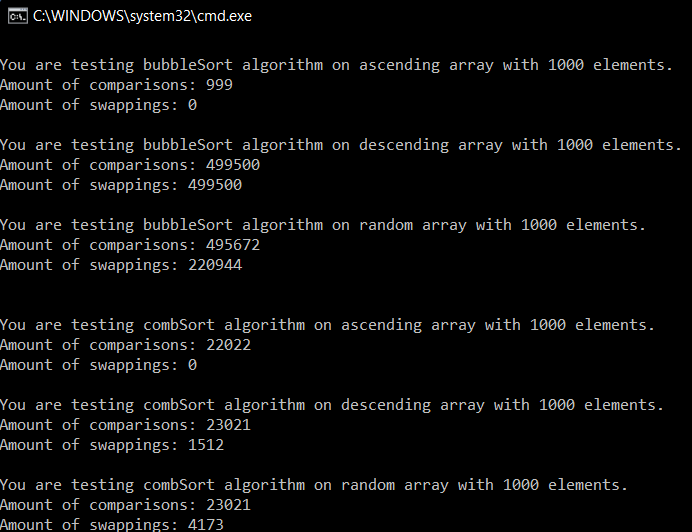 C:\WINDOWS\system32\cmd.exe
You are testing bubbleSort algorithm on ascending array with 1000 elements.
Amount of comparisons: 999
Amount of swappings: 0
You are testing bubbleSort algorithm on descending array with 1000 elements.
Amount of comparisons: 499500
Amount of swappings: 499500
You are testing bubbleSort algorithm on random array with 1000 elements.
Amount of comparisons: 495672
Amount of swappings: 220944
You are testing combSort algorithm on ascending array with 1000 elements.
Amount of comparisons: 22022
Amount of swappings: 0
You are testing combSort algorithm on descending array with 1000 elements.
Amount of comparisons: 23021
Amount of swappings: 1512
You are testing combSort algorithm on random array with 1000 elements.
Amount of comparisons: 23021
Amount of swappings: 4173